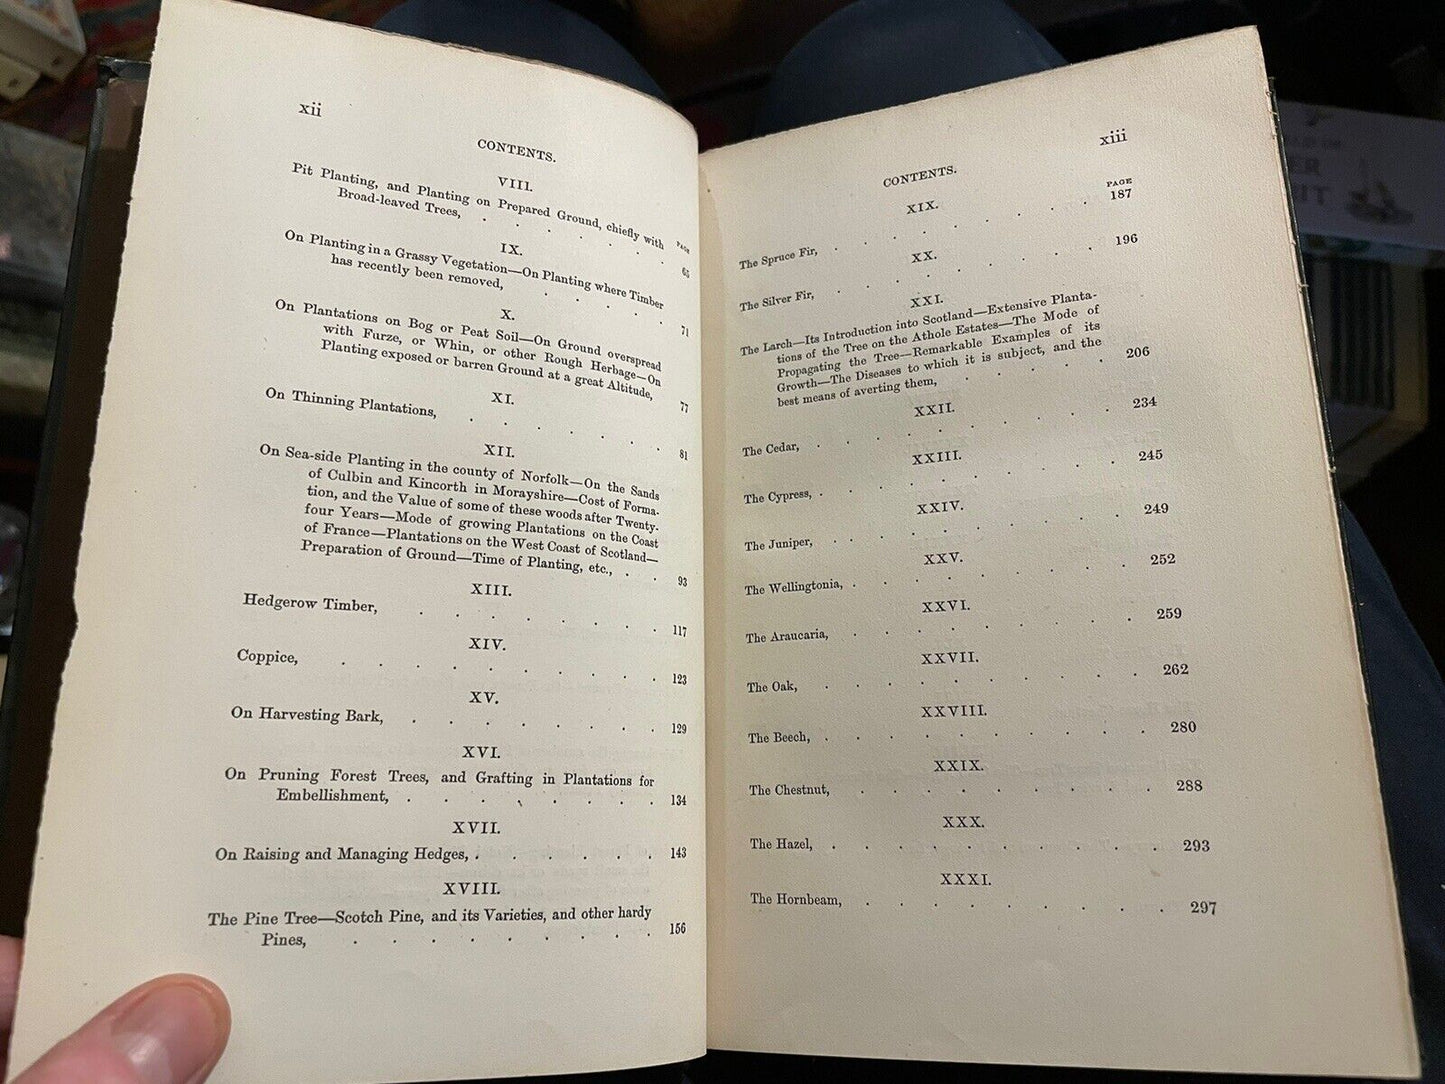 xii
CONTENTS.
VIII.
PAGE
Pit Planting, and Planting on Prepared Ground, chiefly with
Broad-leaved Trees, . . . . . . 65
IX.
On Planting in a Grassy Vegetation—On Planting where Timber
has recently been removed, . . . . . 71
X.
On Plantations on Bog or Peat Soil—On Ground overspread
with Furze, or Whin, or other Rough Herbage—On
Planting exposed or barren Ground at a great Altitude, 77
XI.
On Thinning Plantations, . . . . . . . 81
XII.
On Sea-side Planting in the county of Norfolk—On the Sands
of Culbin and Kincorth in Morayshire—Cost of Forma-
tion, and the Value of some of these woods after Twenty-
four Years—Mode of growing Plantations on the Coast
of France—Plantations on the West Coast of Scotland—
Preparation of Ground—Time of Planting, etc., . . 93
XIII.
Hedgerow Timber, . . . . . . . 117
XIV.
Coppice, . . . . . . . . . 123
XV.
On Harvesting Bark, . . . . . . . 129
XVI.
On Pruning Forest Trees, and Grafting in Plantations for
Embellishment, . . . . . . . . 134
XVII.
On Raising and Managing Hedges, . . . . . . 143
XVIII.
The Pine Tree—Scotch Pine, and its Varieties, and other hardy
Pines, . . . . . . . . . 156
xiii
CONTENTS.
XIX.
PAGE
The Spruce Fir, . . . . . . . . 187
XX.
The Silver Fir, . . . . . . . . 196
XXI.
The Larch—Its Introduction into Scotland—Extensive Planta-
tions of the Tree on the Athole Estates—The Mode of
Propagating the Tree—Remarkable Examples of its
Growth—The Diseases to which it is subject, and the
best means of averting them, . . . . . 206
XXII.
The Cedar, . . . . . . . . 234
XXIII.
The Cypress, . . . . . . . . 245
XXIV.
The Juniper, . . . . . . . . 249
XXV.
The Wellingtonia, . . . . . . . . 252
XXVI.
The Araucaria, . . . . . . . 259
XXVII.
The Oak, . . . . . . . . 262
XXVIII.
The Beech, . . . . . . . . . 280
XXIX.
The Chestnut, . . . . . . . . 288
XXX.
The Hazel, . . . . . . . . . 293
XXXI.
The Hornbeam, . . . . . . . . 297